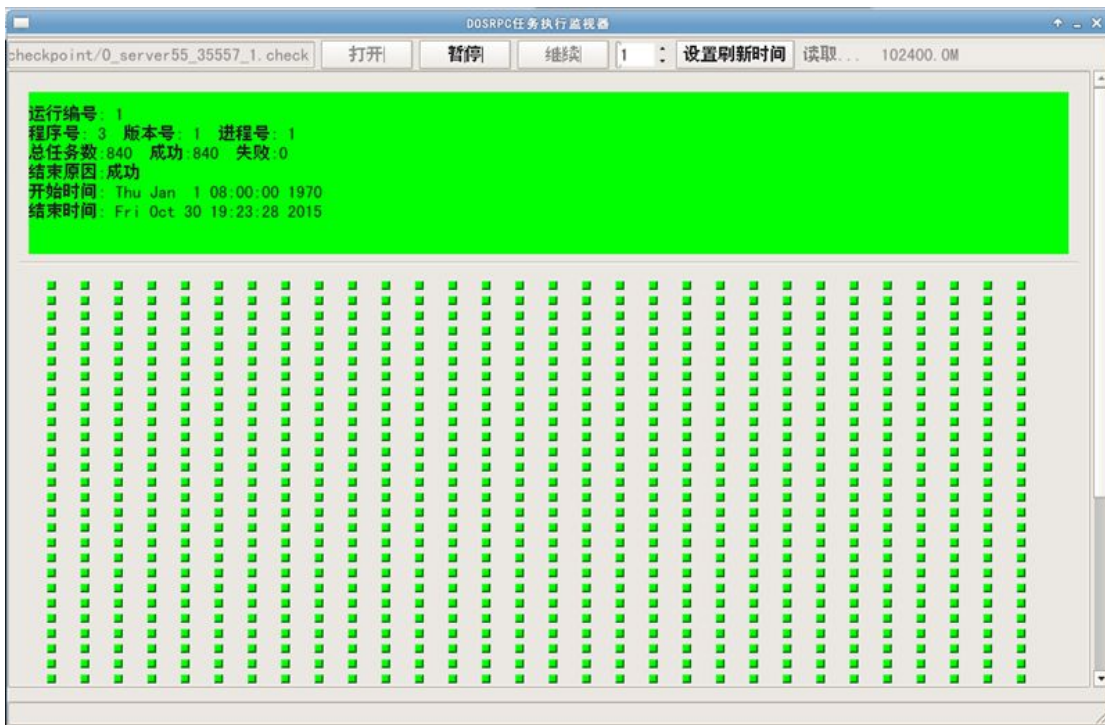 DOSRPC任务执行监视器
checkpoint/0_server55_35557_1.check 打开 暂停 继续 1 设置刷新时间 读取... 102400.0M
运行编号: 1
程序号: 3 版本号: 1 进程号: 1
总任务数:840 成功:840 失败:0
结束原因:成功
开始时间: Thu Jan 1 08:00:00 1970
结束时间: Fri Oct 30 19:23:28 2015